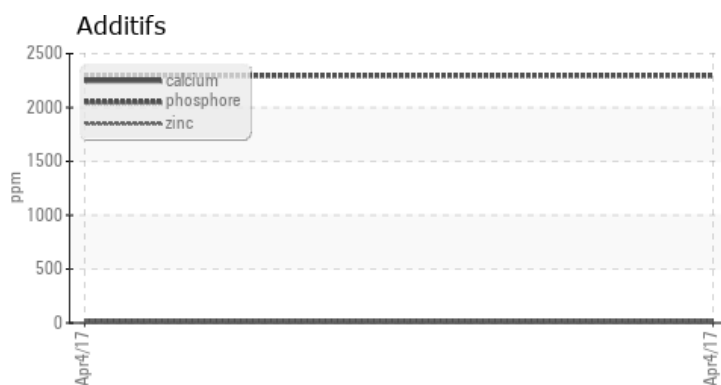 Additifs
2500
2000
1500
1000
500
0
ppm
calcium
phosphore
zinc
Apr4/17
Apr4/17